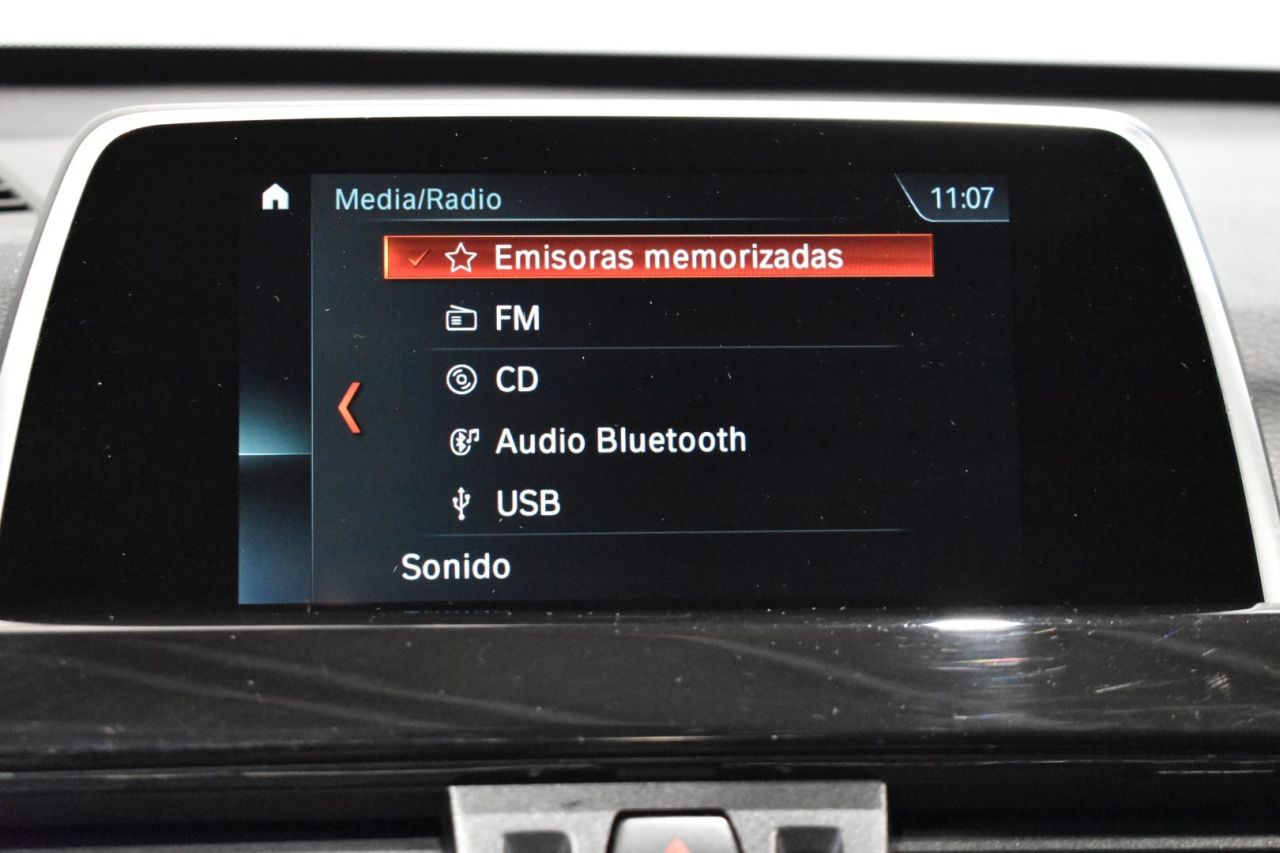 Media/Radio 11:07
Emisoras memorizadas
FM
CD
Audio Bluetooth
USB
Sonido